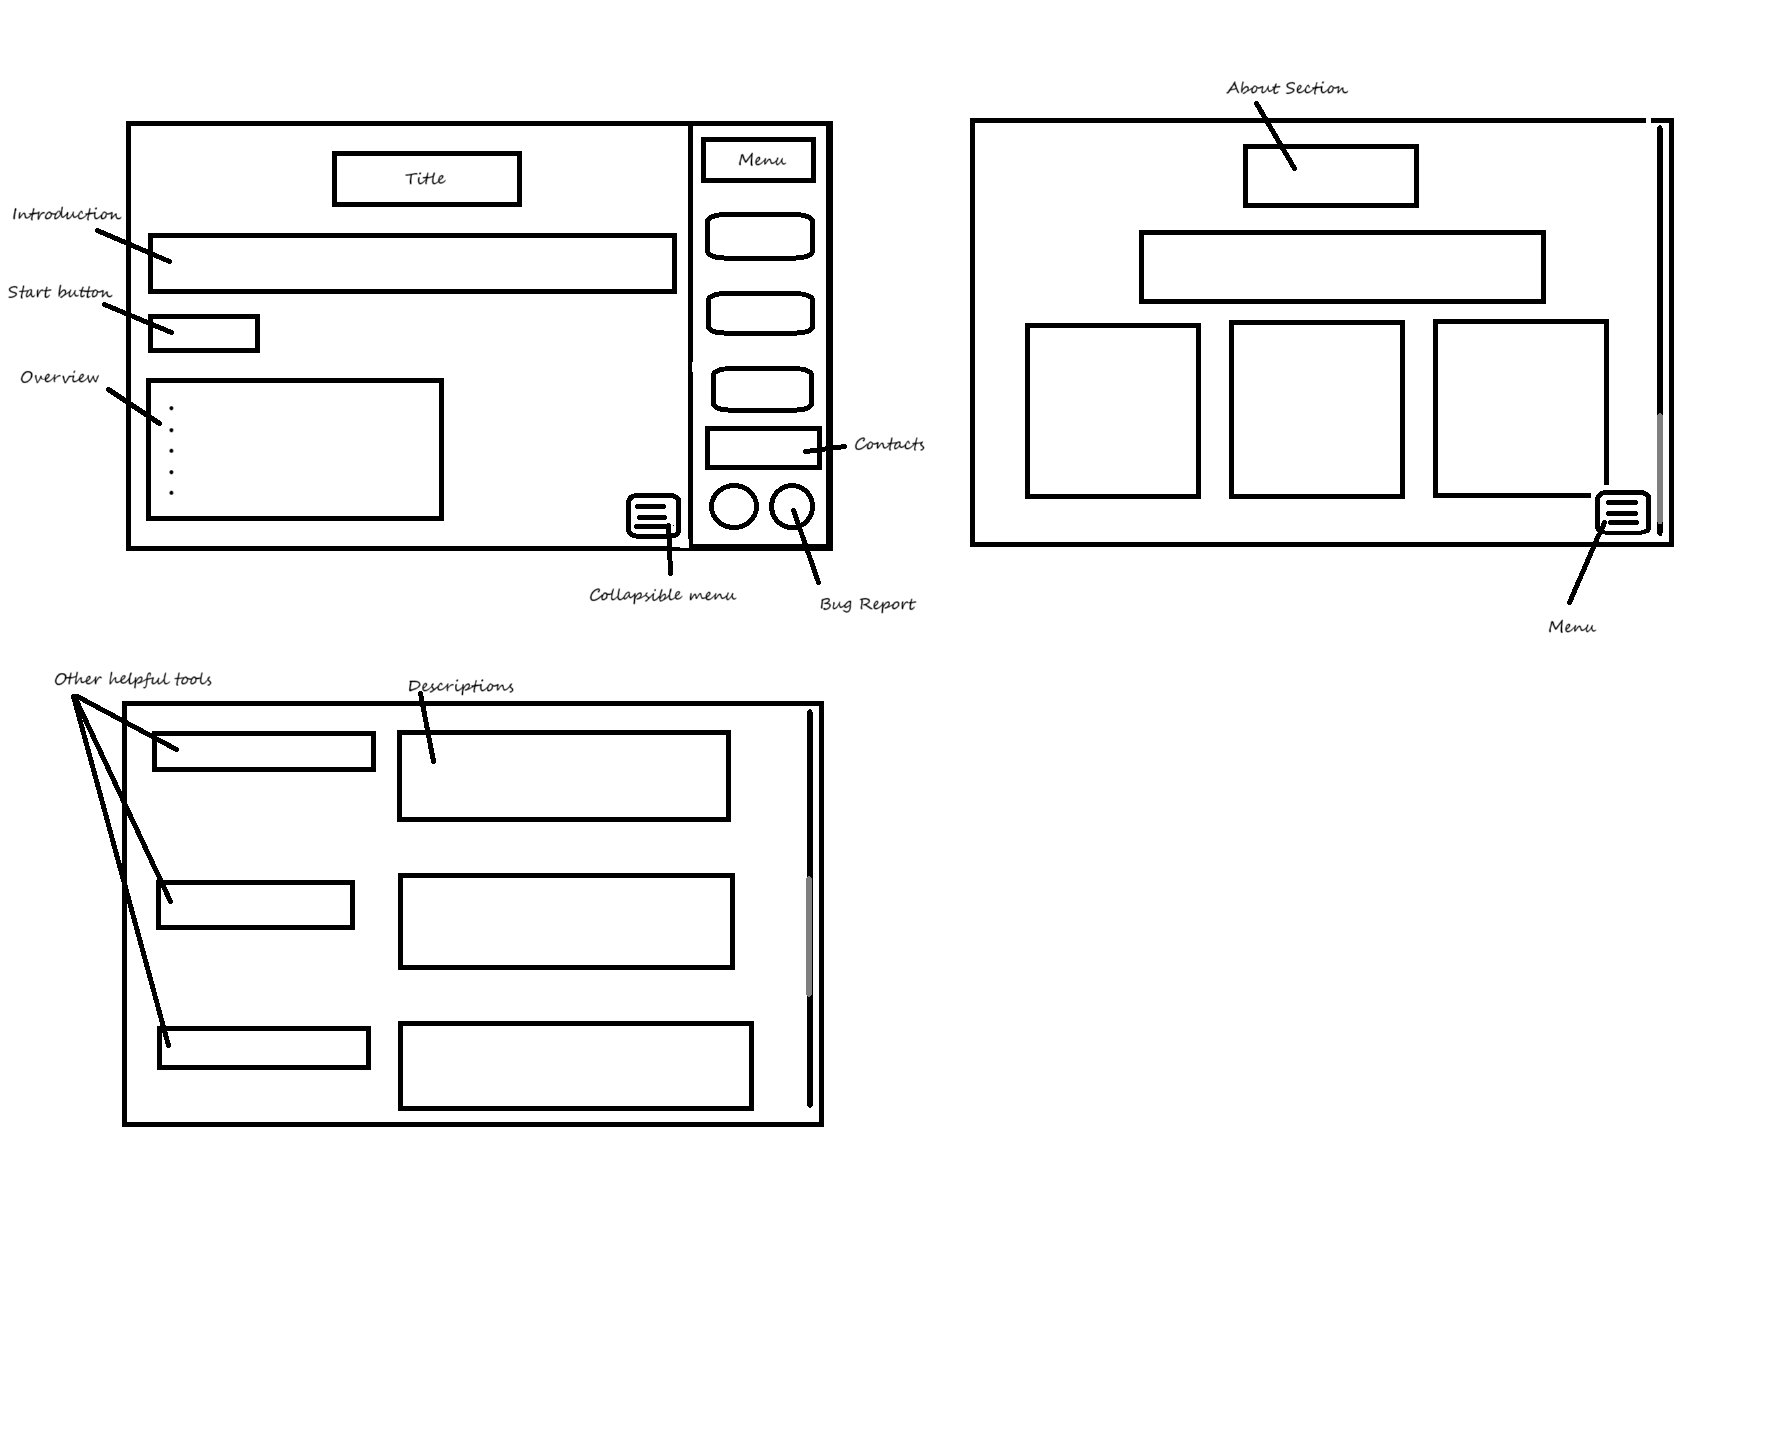 About Section
Title
Menu
Introduction
Start button
Overview
Contacts
Collapsible menu
Bug Report
Menu
Other helpful tools
Descriptions